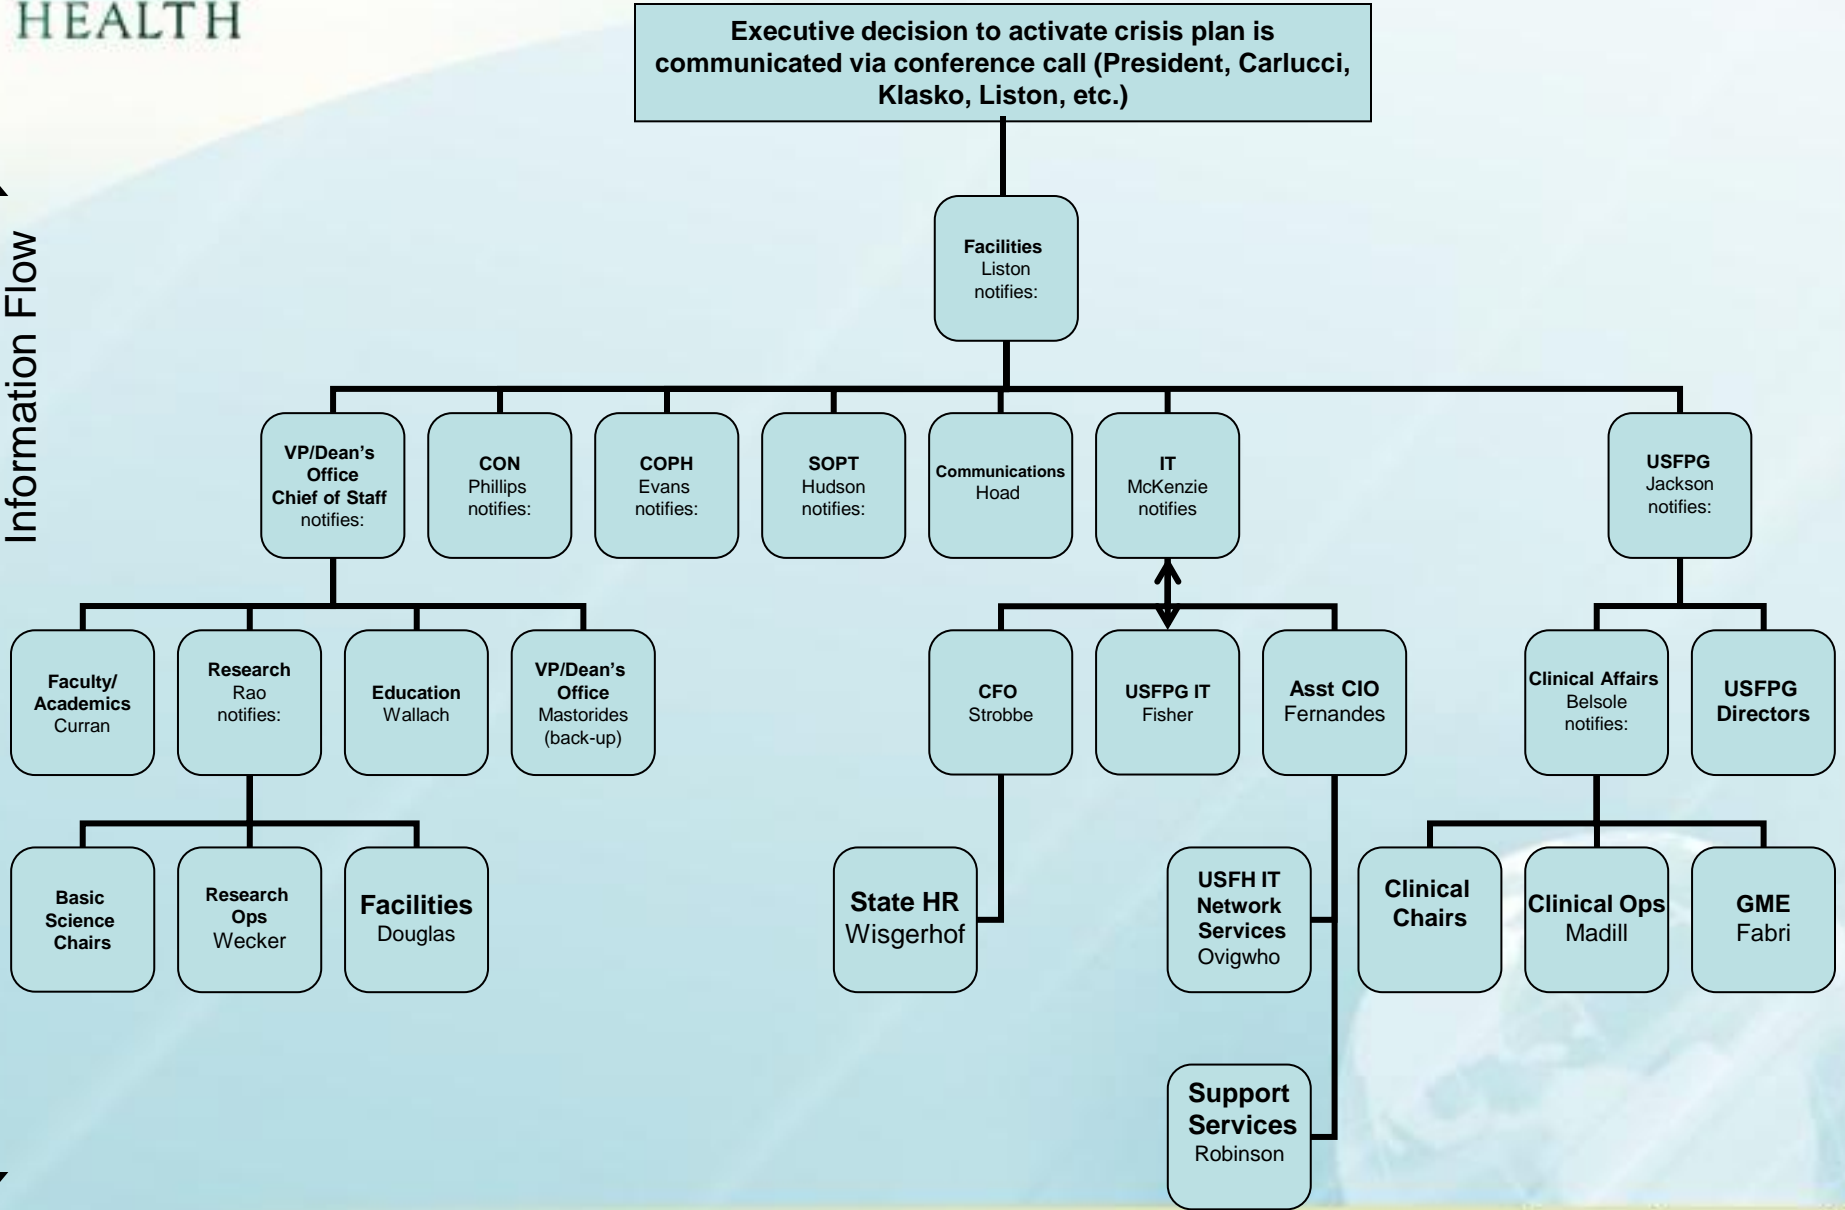 HEALTH
Executive decision to activate crisis plan is
communicated via conference call (President, Carlucci,
Klasko, Liston, etc.)
Information Flow
Facilities
Liston
notifies:
VP/Dean’s
Office
Chief of Staff
notifies:
CON
Phillips
notifies:
COPH
Evans
notifies:
SOPT
Hudson
notifies:
Communications
Hoad
IT
McKenzie
notifies
USFPG
Jackson
notifies:
Faculty/
Academics
Curran
Research
Rao
notifies:
Education
Wallach
VP/Dean’s
Office
Mastorides
(back-up)
CFO
Strobbe
USFPG IT
Fisher
Asst CIO
Fernandes
Clinical Affairs
Belsole
notifies:
USFPG
Directors
Basic
Science
Chairs
Research
Ops
Wecker
Facilities
Douglas
State HR
Wisgerhof
USFH IT
Network
Services
Ovigwho
Clinical
Chairs
Clinical Ops
Madill
GME
Fabri
Support
Services
Robinson